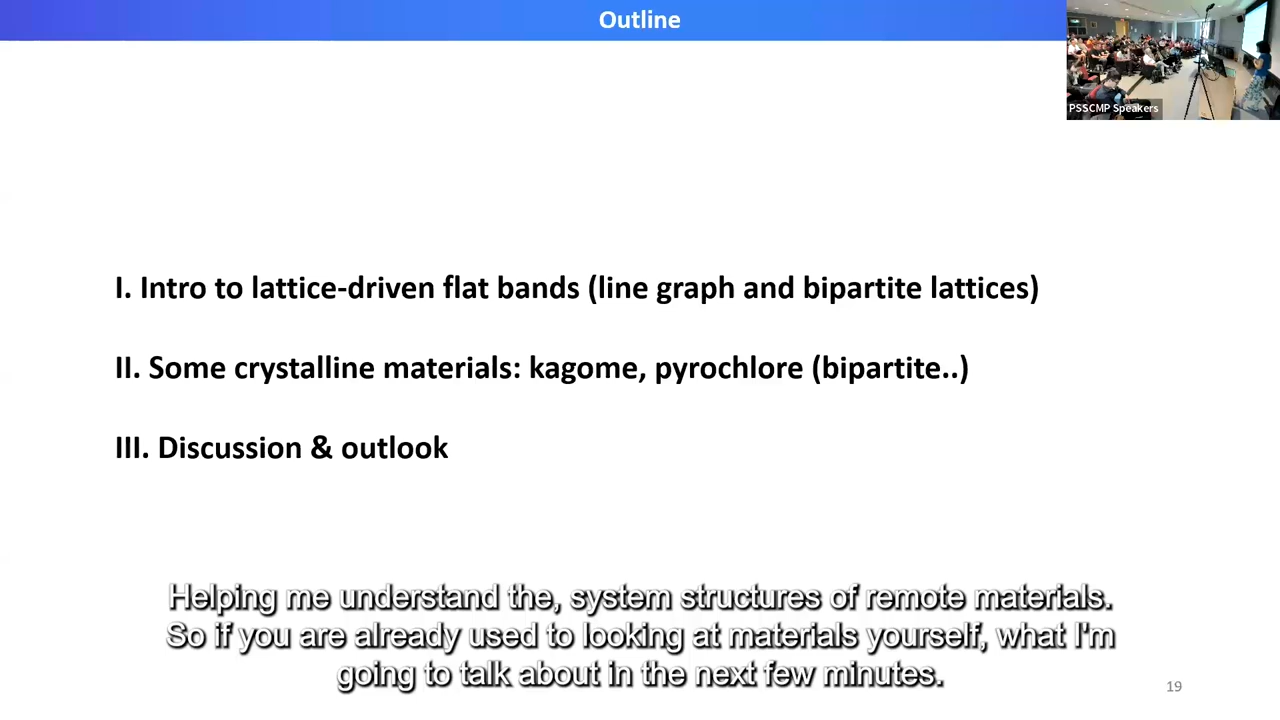 Outline
PSSCMP Speakers
I. Intro to lattice-driven flat bands (line graph and bipartite lattices)
II. Some crystalline materials: kagome, pyrochlore (bipartite..)
III. Discussion & outlook
Helping me understand the, system structures of remote materials.
So if you are already used to looking at materials yourself, what I'm
going to talk about in the next few minutes.
19